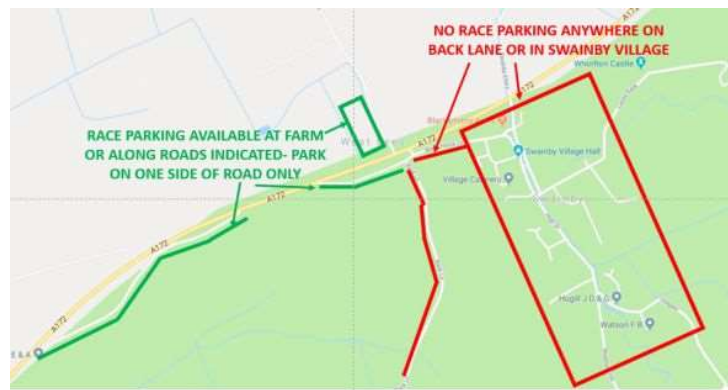 NO RACE PARKING ANYWHERE ON
BACK LANE OR IN SWAINBY VILLAGE
Whorlton Castle
A172
RACE PARKING AVAILABLE AT FARM
OR ALONG ROADS INDICATED- PARK
ON ONE SIDE OF ROAD ONLY
A172
Swainby Village Hall
Village
A172
A172
Hugill J D & G
Watson F R
A172
E & A